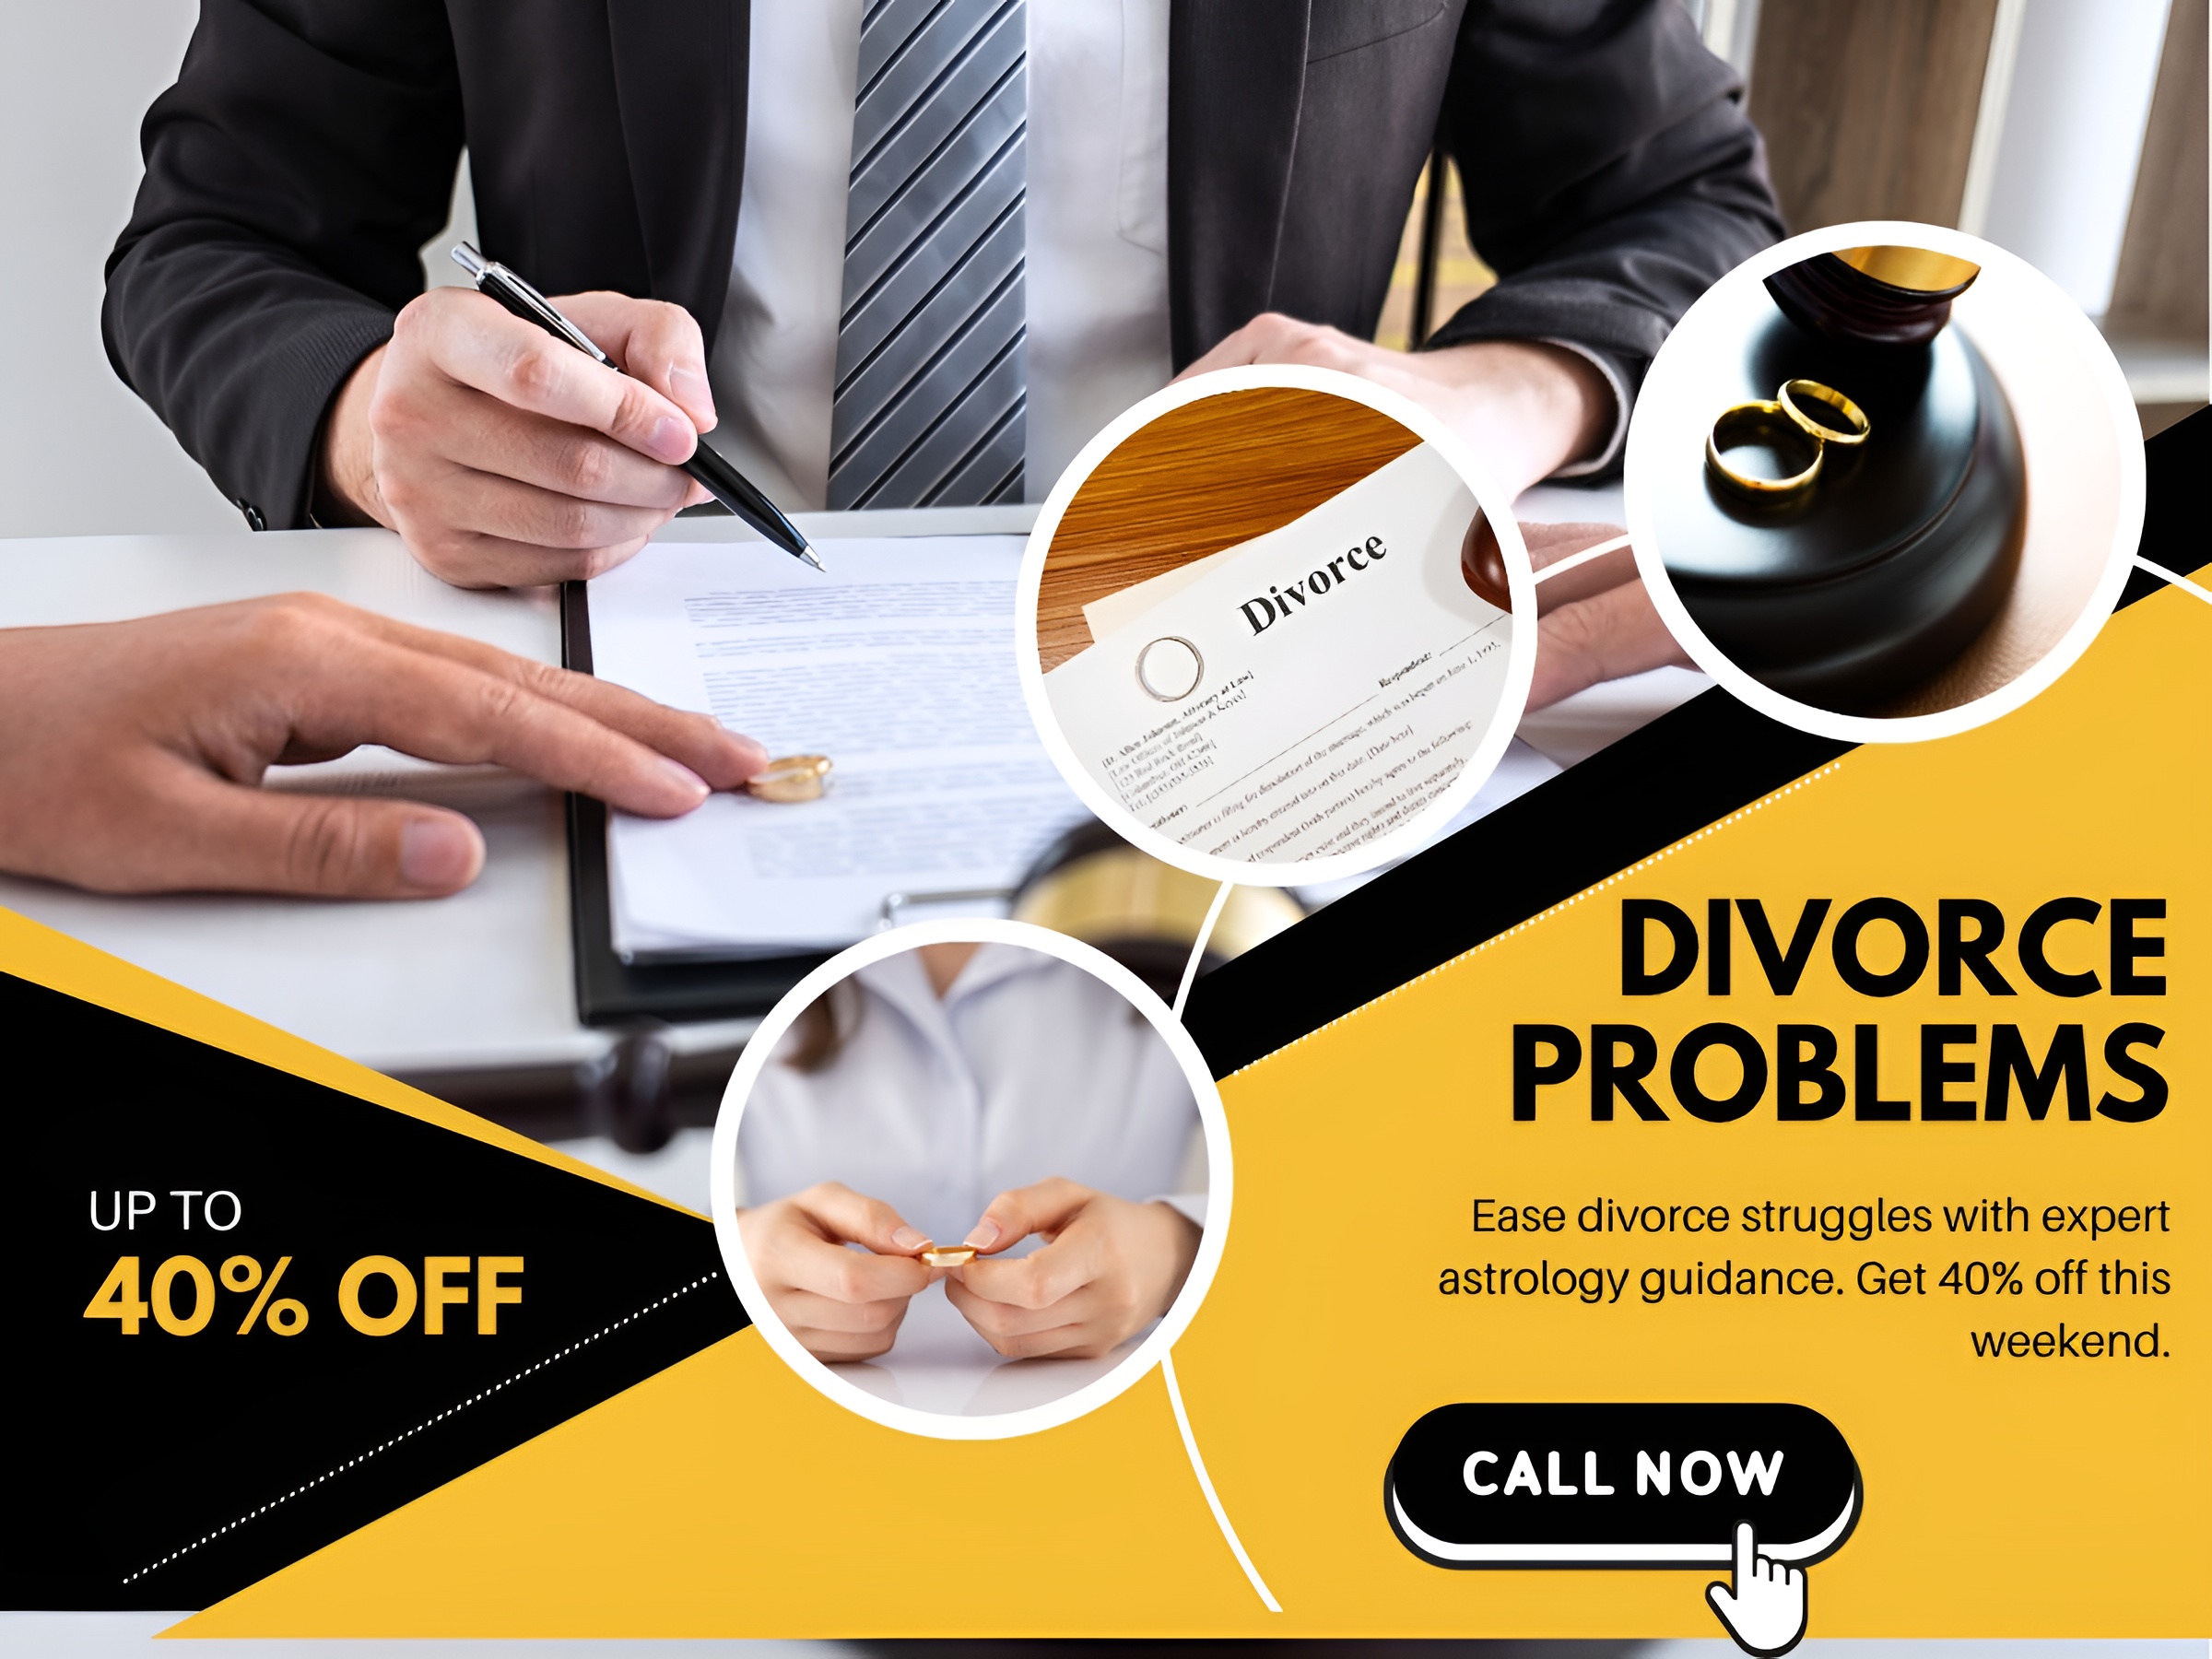 Divorce
Respondent:
DIVORCE
PROBLEMS
UP TO
40% OFF
Ease divorce struggles with expert
astrology guidance. Get 40% off this
weekend.
CALL NOW